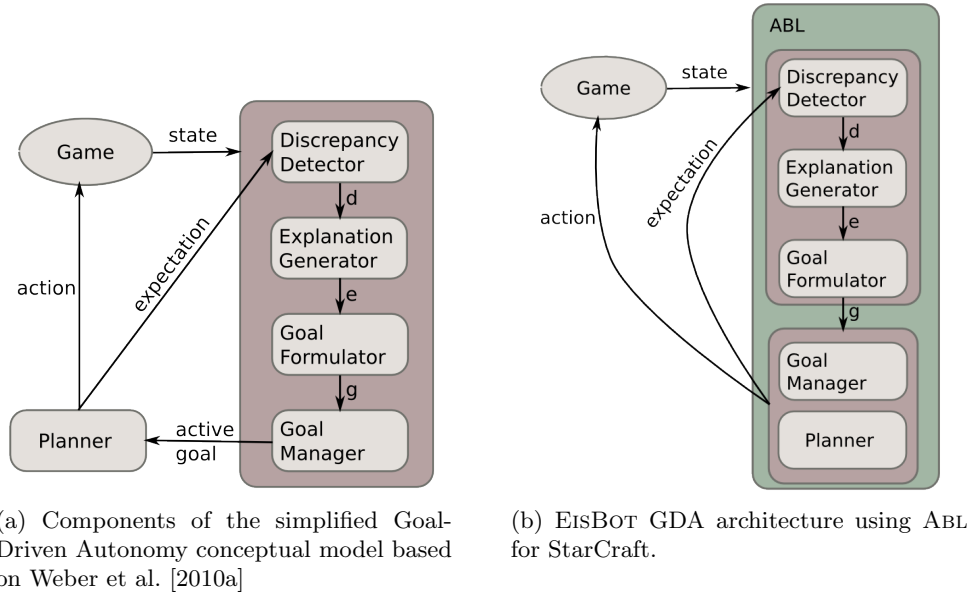 Game
state
Discrepancy
Detector
d
Explanation
Generator
e
Goal
Formulator
g
Goal
Manager
active
goal
Planner
action
expectation
(a) Components of the simplified Goal-
Driven Autonomy conceptual model based
on Weber et al. [2010a]
ABL
Game
state
Discrepancy
Detector
d
Explanation
Generator
e
Goal
Formulator
g
Goal
Manager
Planner
action
expectation
(b) EISBOT GDA architecture using ABL
for StarCraft.